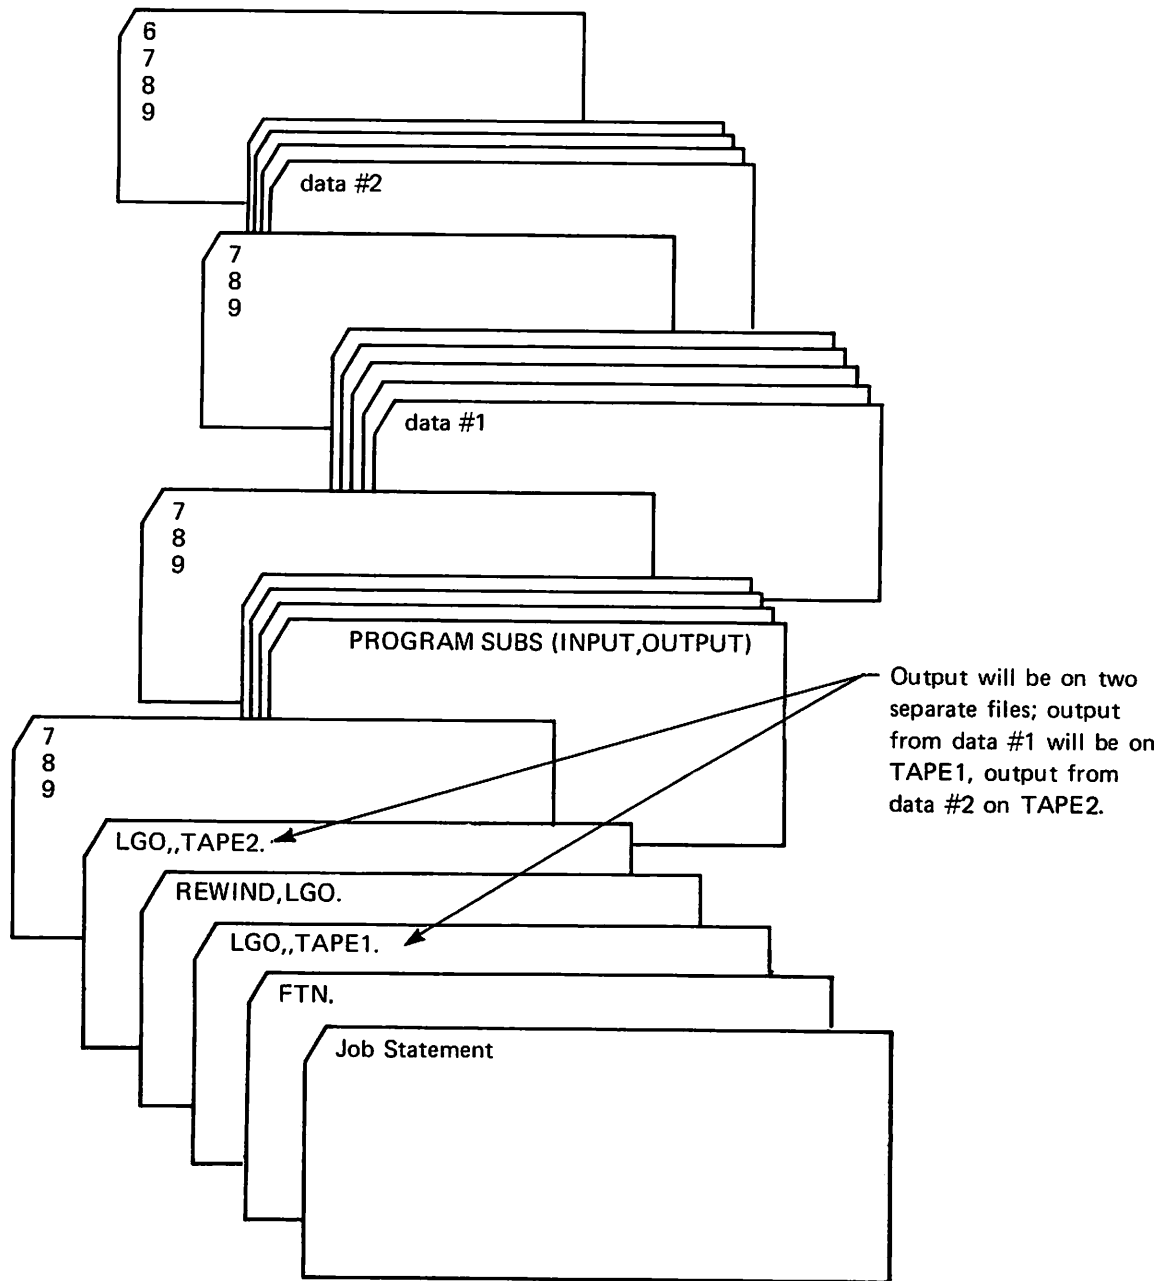 6
7
8
9
data #2
7
8
9
data #1
7
8
9
PROGRAM SUBS (INPUT,OUTPUT)
Output will be on two
separate files; output
from data #1 will be on
TAPE1, output from
data #2 on TAPE2.
7
8
9
LGO,,TAPE2.
REWIND,LGO.
LGO,,TAPE1.
FTN.
Job Statement